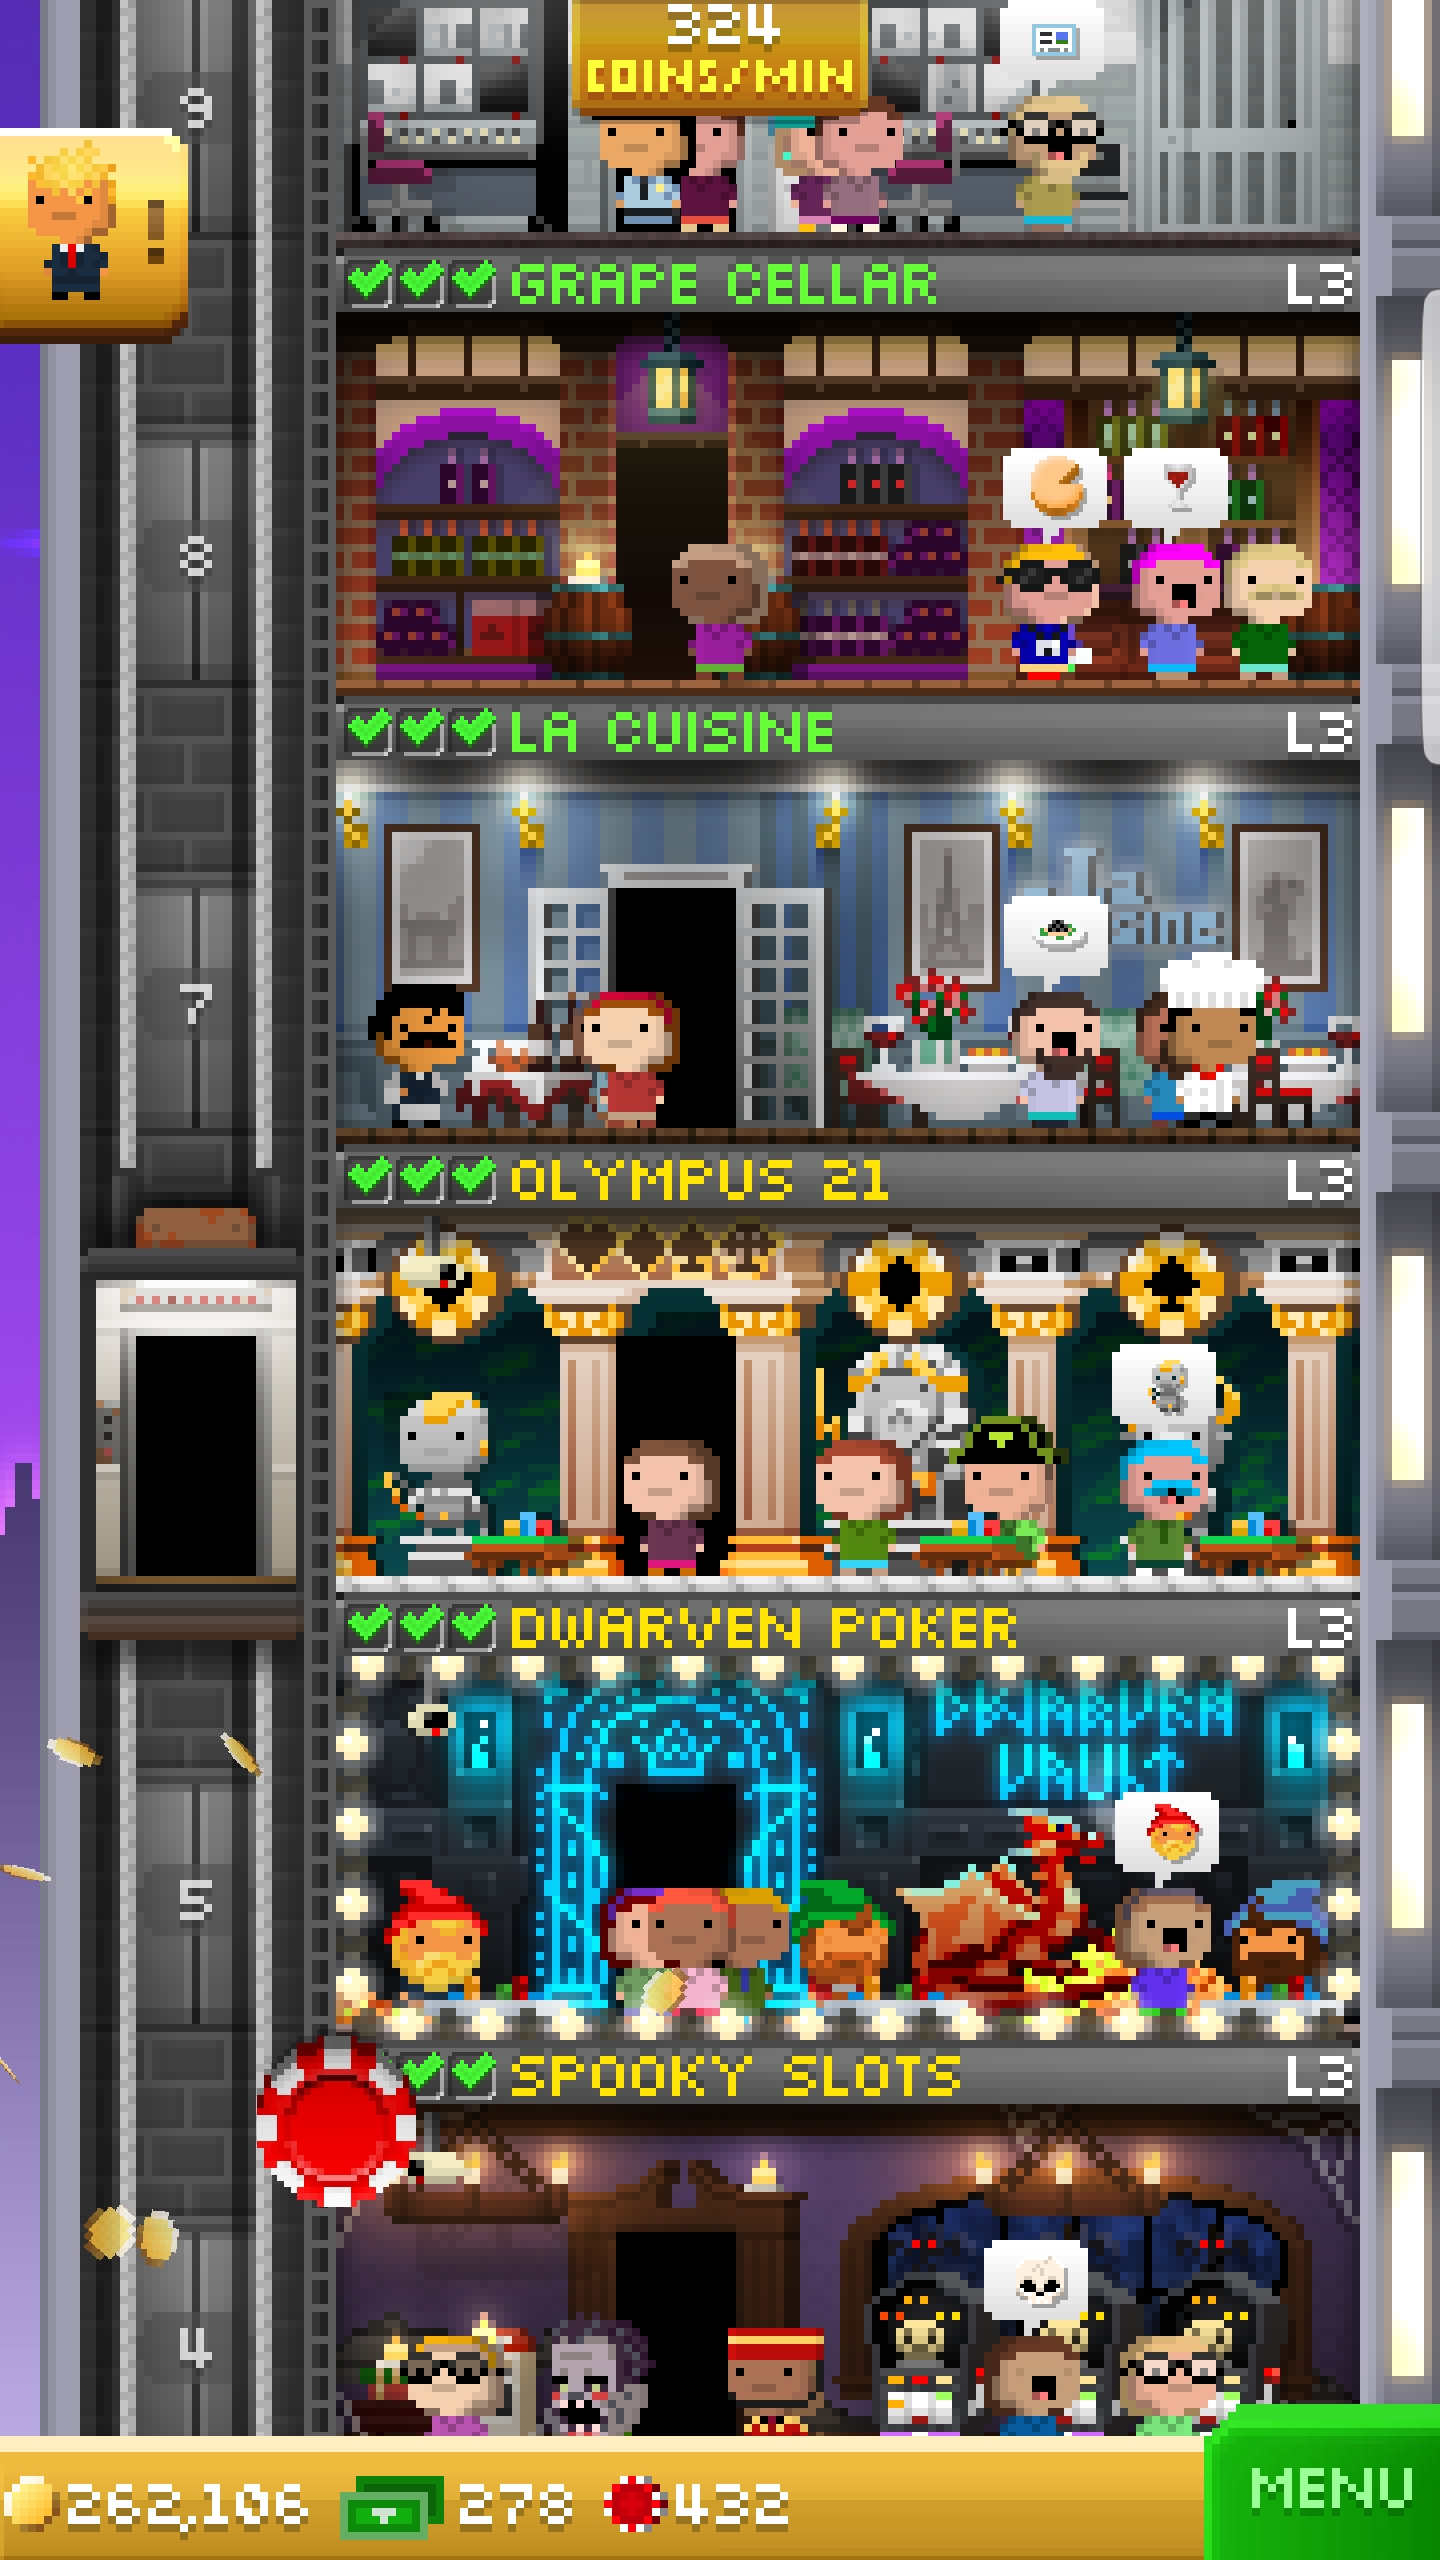 324
COINS/MIN
9
GRAPE CELLAR L3
8
LA CUISINE L3
7
La
OLYMPUS 21 L3
DWARVEN POKER L3
DWARVEN
VAULT
5
SPOOKY SLOTS L3
4
262,106 278 432
MENU